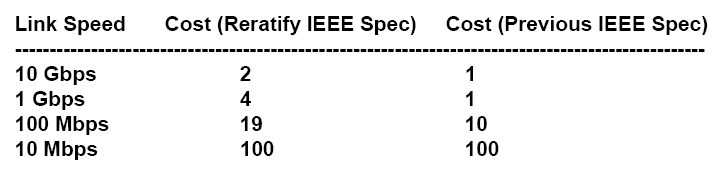 Link Speed Cost (Reratify IEEE Spec) Cost (Previous IEEE Spec)
--------------------------------------------------------------------------------------------
10 Gbps 2 1
1 Gbps 4 1
100 Mbps 19 10
10 Mbps 100 100